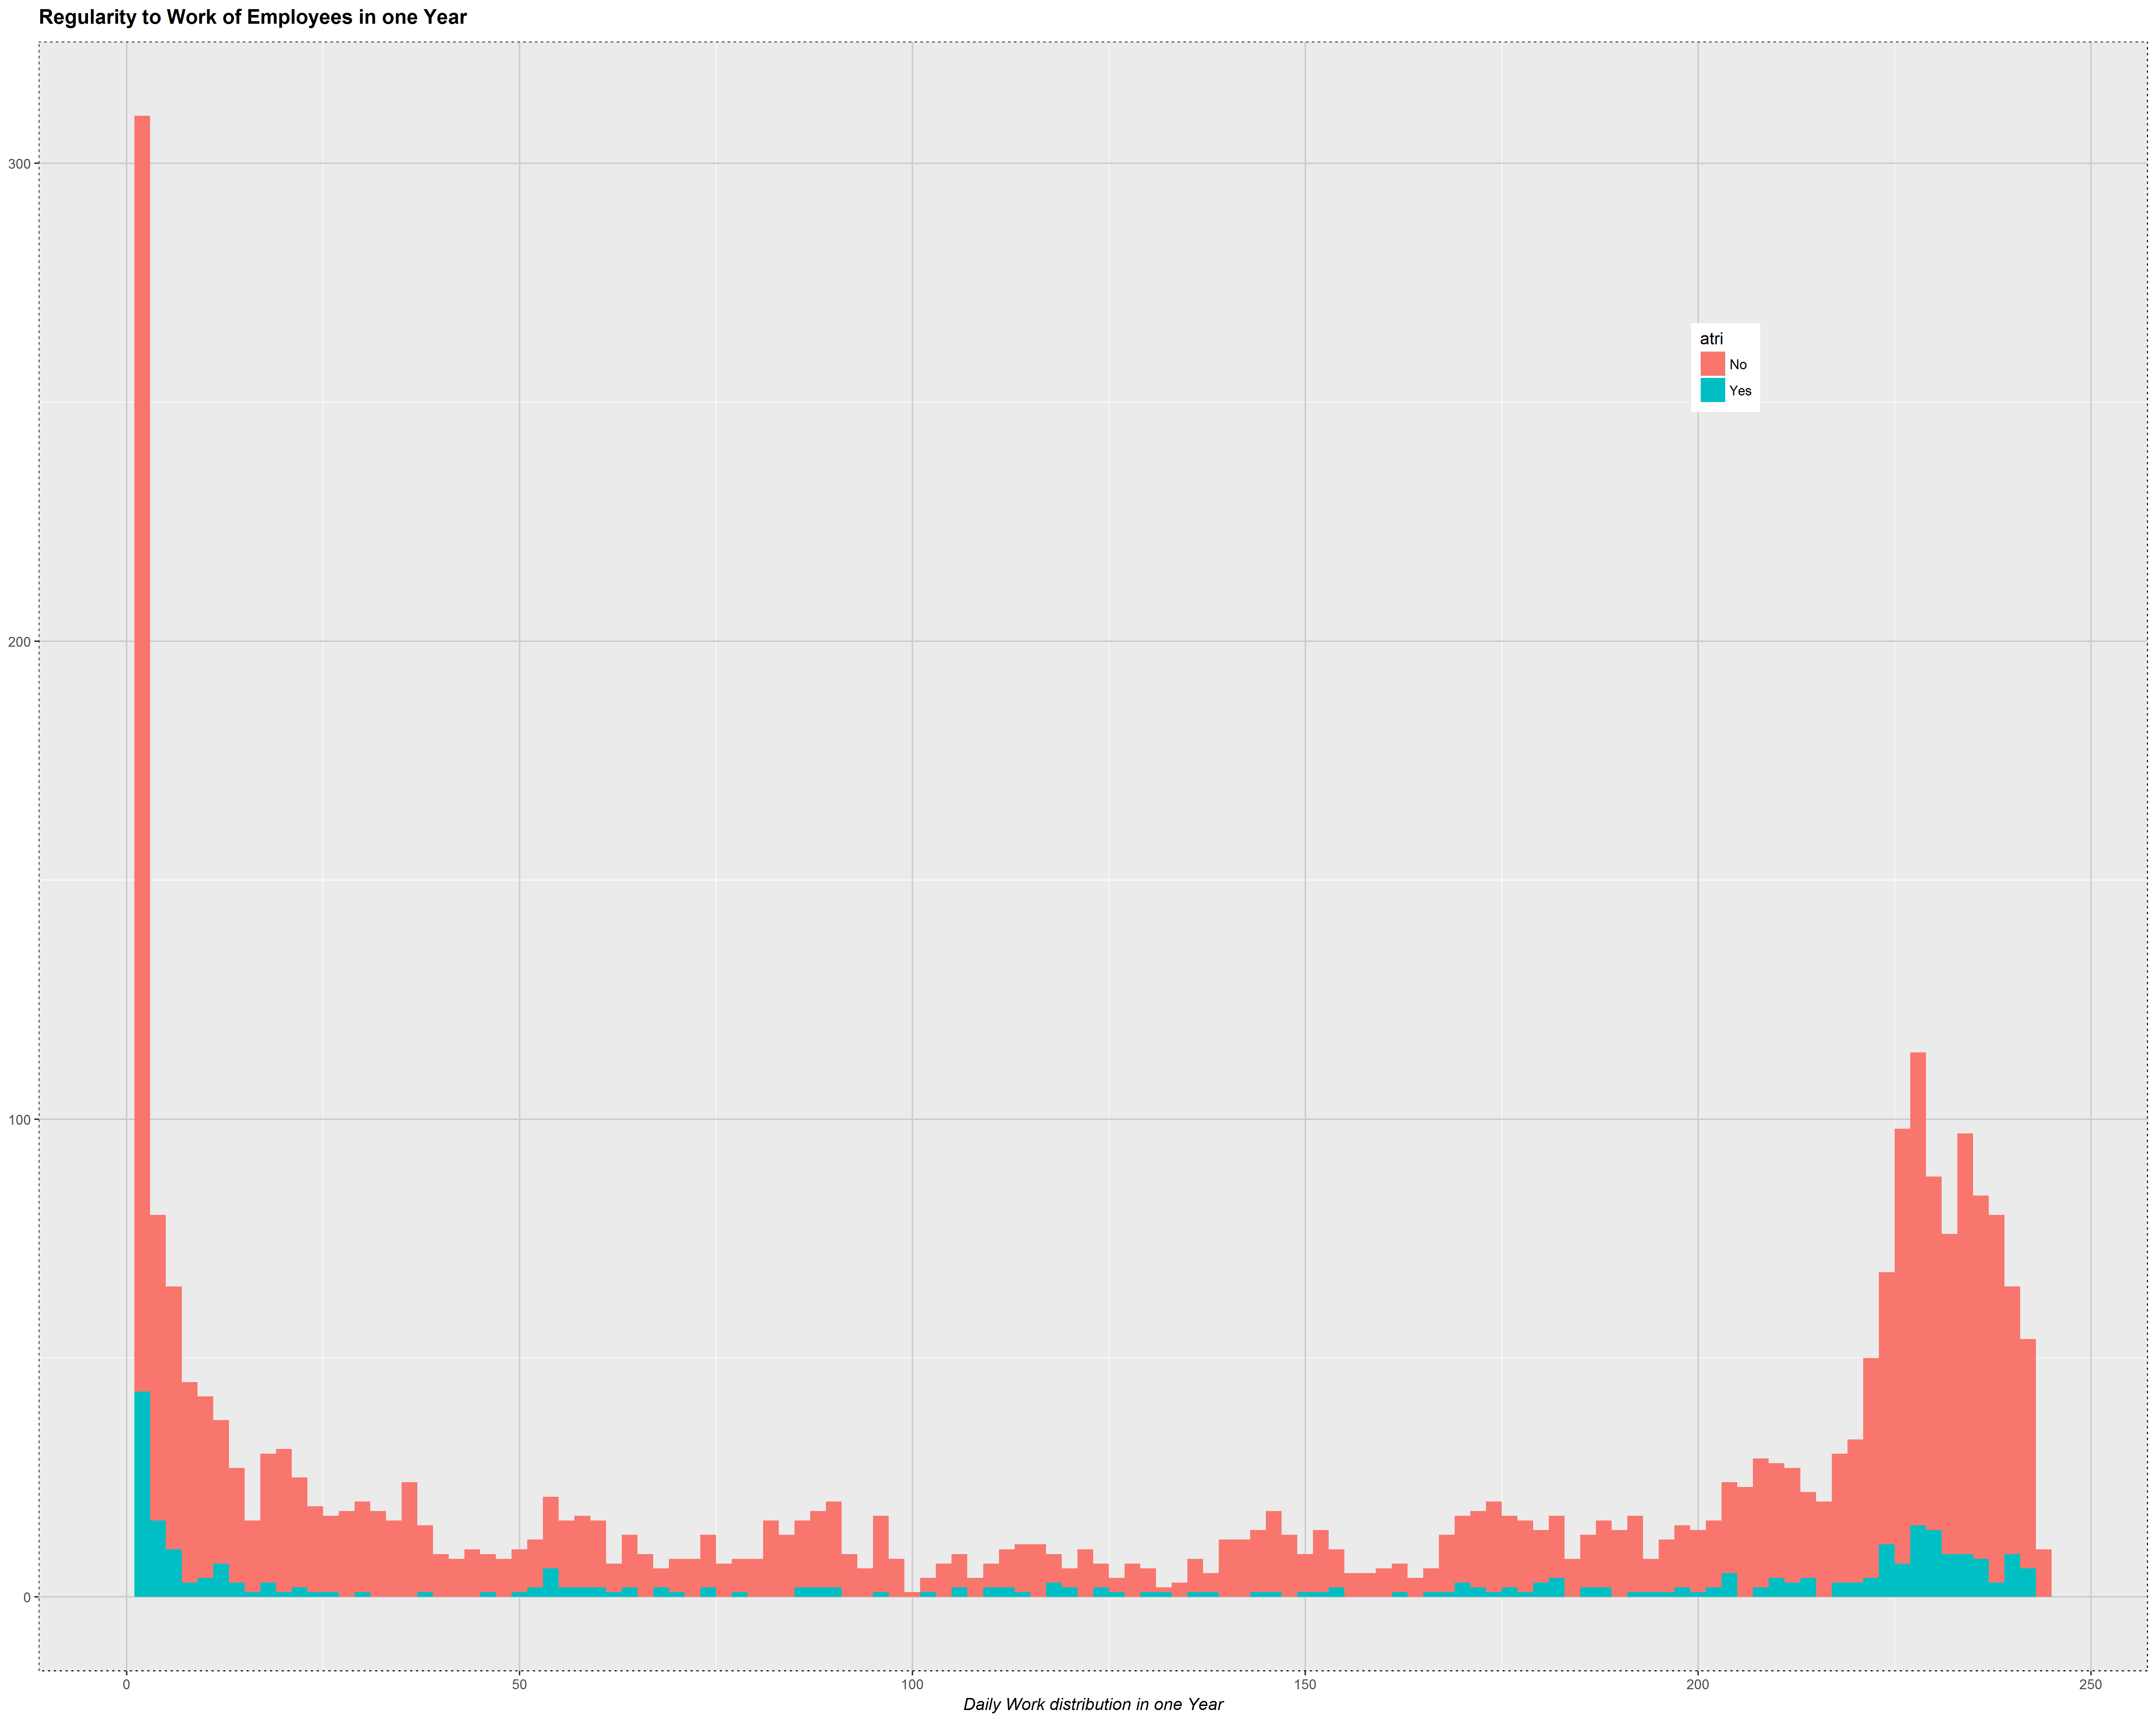 Regularity to Work of Employees in one Year
300
200
100
0
atri
No
Yes
0 50 100 150 200 250
Daily Work distribution in one Year